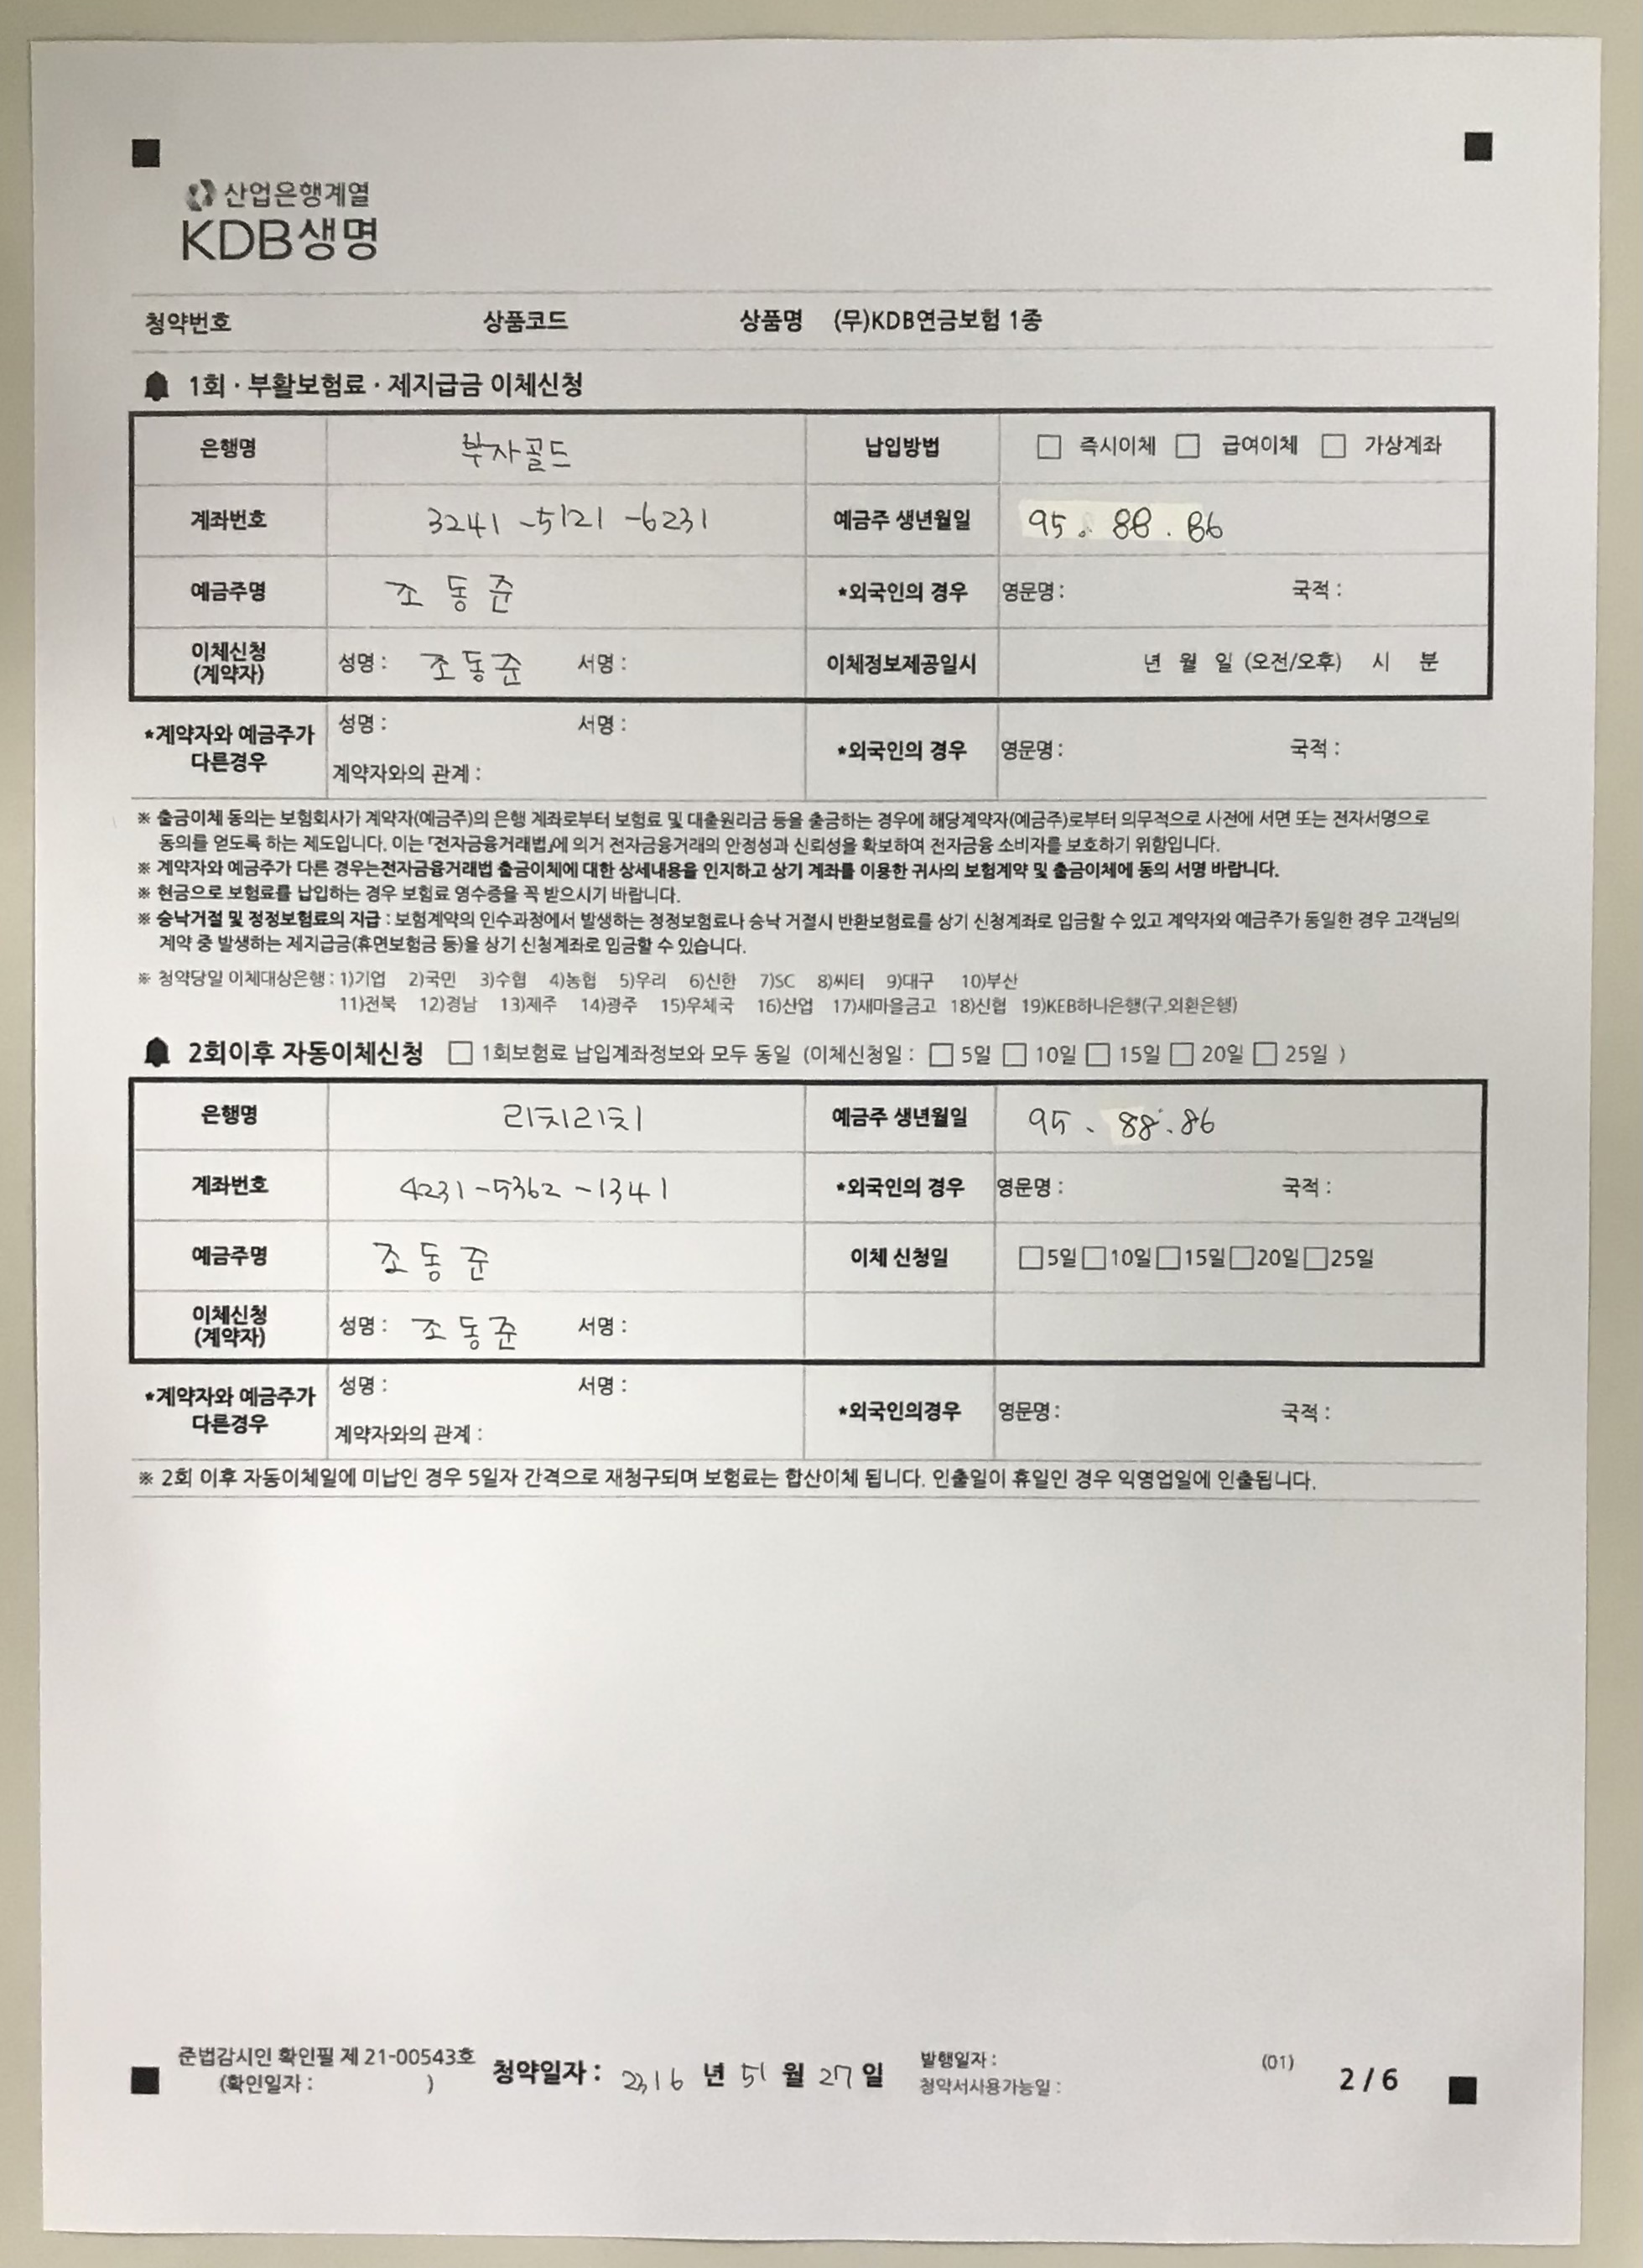 산업은행계열
KDB생명
청약번호 상품코드 상품명 (무)KDB연금보험 1종
1회 · 부활보험료 · 제지급금 이체신청
은행명 부자골드 납입방법 □ 즉시이체 □ 급여이체 □ 가상계좌
계좌번호 3241-5121-6231 예금주 생년월일 95. 88. 86
예금주명 조동준 *외국인의 경우 영문명 : 국적 :
이체신청 (계약자) 성명 : 조동준 서명 : 이체정보제공일시 년 월 일 (오전/오후) 시 분
*계약자와 예금주가 다른경우 성명 : 서명 : *외국인의 경우 영문명 : 국적 :
계약자와의 관계 :
※ 출금이체 동의는 보험회사가 계약자(예금주)의 은행 계좌로부터 보험료 및 대출원리금 등을 출금하는 경우에 해당계약자(예금주)로부터 의무적으로 사전에 서면 또는 전자서명으로
동의를 얻도록 하는 제도입니다. 이는 「전자금융거래법」에 의거 전자금융거래의 안정성과 신뢰성을 확보하여 전자금융 소비자를 보호하기 위함입니다.
※ 계약자와 예금주가 다른 경우는전자금융거래법 출금이체에 대한 상세내용을 인지하고 상기 계좌를 이용한 귀사의 보험계약 및 출금이체에 동의 서명 바랍니다.
※ 현금으로 보험료를 납입하는 경우 보험료 영수증을 꼭 받으시기 바랍니다.
※ 승낙거절 및 정정보험료의 지급 : 보험계약의 인수과정에서 발생하는 정정보험료나 승낙 거절시 반환보험료를 상기 신청계좌로 입금할 수 있고 계약자와 예금주가 동일한 경우 고객님의
계약 중 발생하는 제지급금(휴면보험금 등)을 상기 신청계좌로 입금할 수 있습니다.
※ 청약당일 이체대상은행 : 1)기업 2)국민 3)수협 4)농협 5)우리 6)신한 7)SC 8)씨티 9)대구 10)부산
11)전북 12)경남 13)제주 14)광주 15)우체국 16)산업 17)새마을금고 18)신협 19)KEB하나은행(구.외환은행)
2회이후 자동이체신청 □ 1회보험료 납입계좌정보와 모두 동일 (이체신청일 : □ 5일 □ 10일 □ 15일 □ 20일 □ 25일 )
은행명 리치리치 예금주 생년월일 95. 88. 86
계좌번호 4231-5362-1341 *외국인의 경우 영문명 : 국적 :
예금주명 조동준 이체 신청일 □5일□10일□15일□20일□25일
이체신청 (계약자) 성명 : 조동준 서명 :
*계약자와 예금주가 다른경우 성명 : 서명 : *외국인의경우 영문명 : 국적 :
계약자와의 관계 :
※ 2회 이후 자동이체일에 미납인 경우 5일자 간격으로 재청구되며 보험료는 합산이체 됩니다. 인출일이 휴일인 경우 익영업일에 인출됩니다.
준법감시인 확인필 제 21-00543호 청약일자 : 2316 년 51 월 27 일 발행일자 : (01) 2 / 6
(확인일자 : ) 청약서사용가능일 :